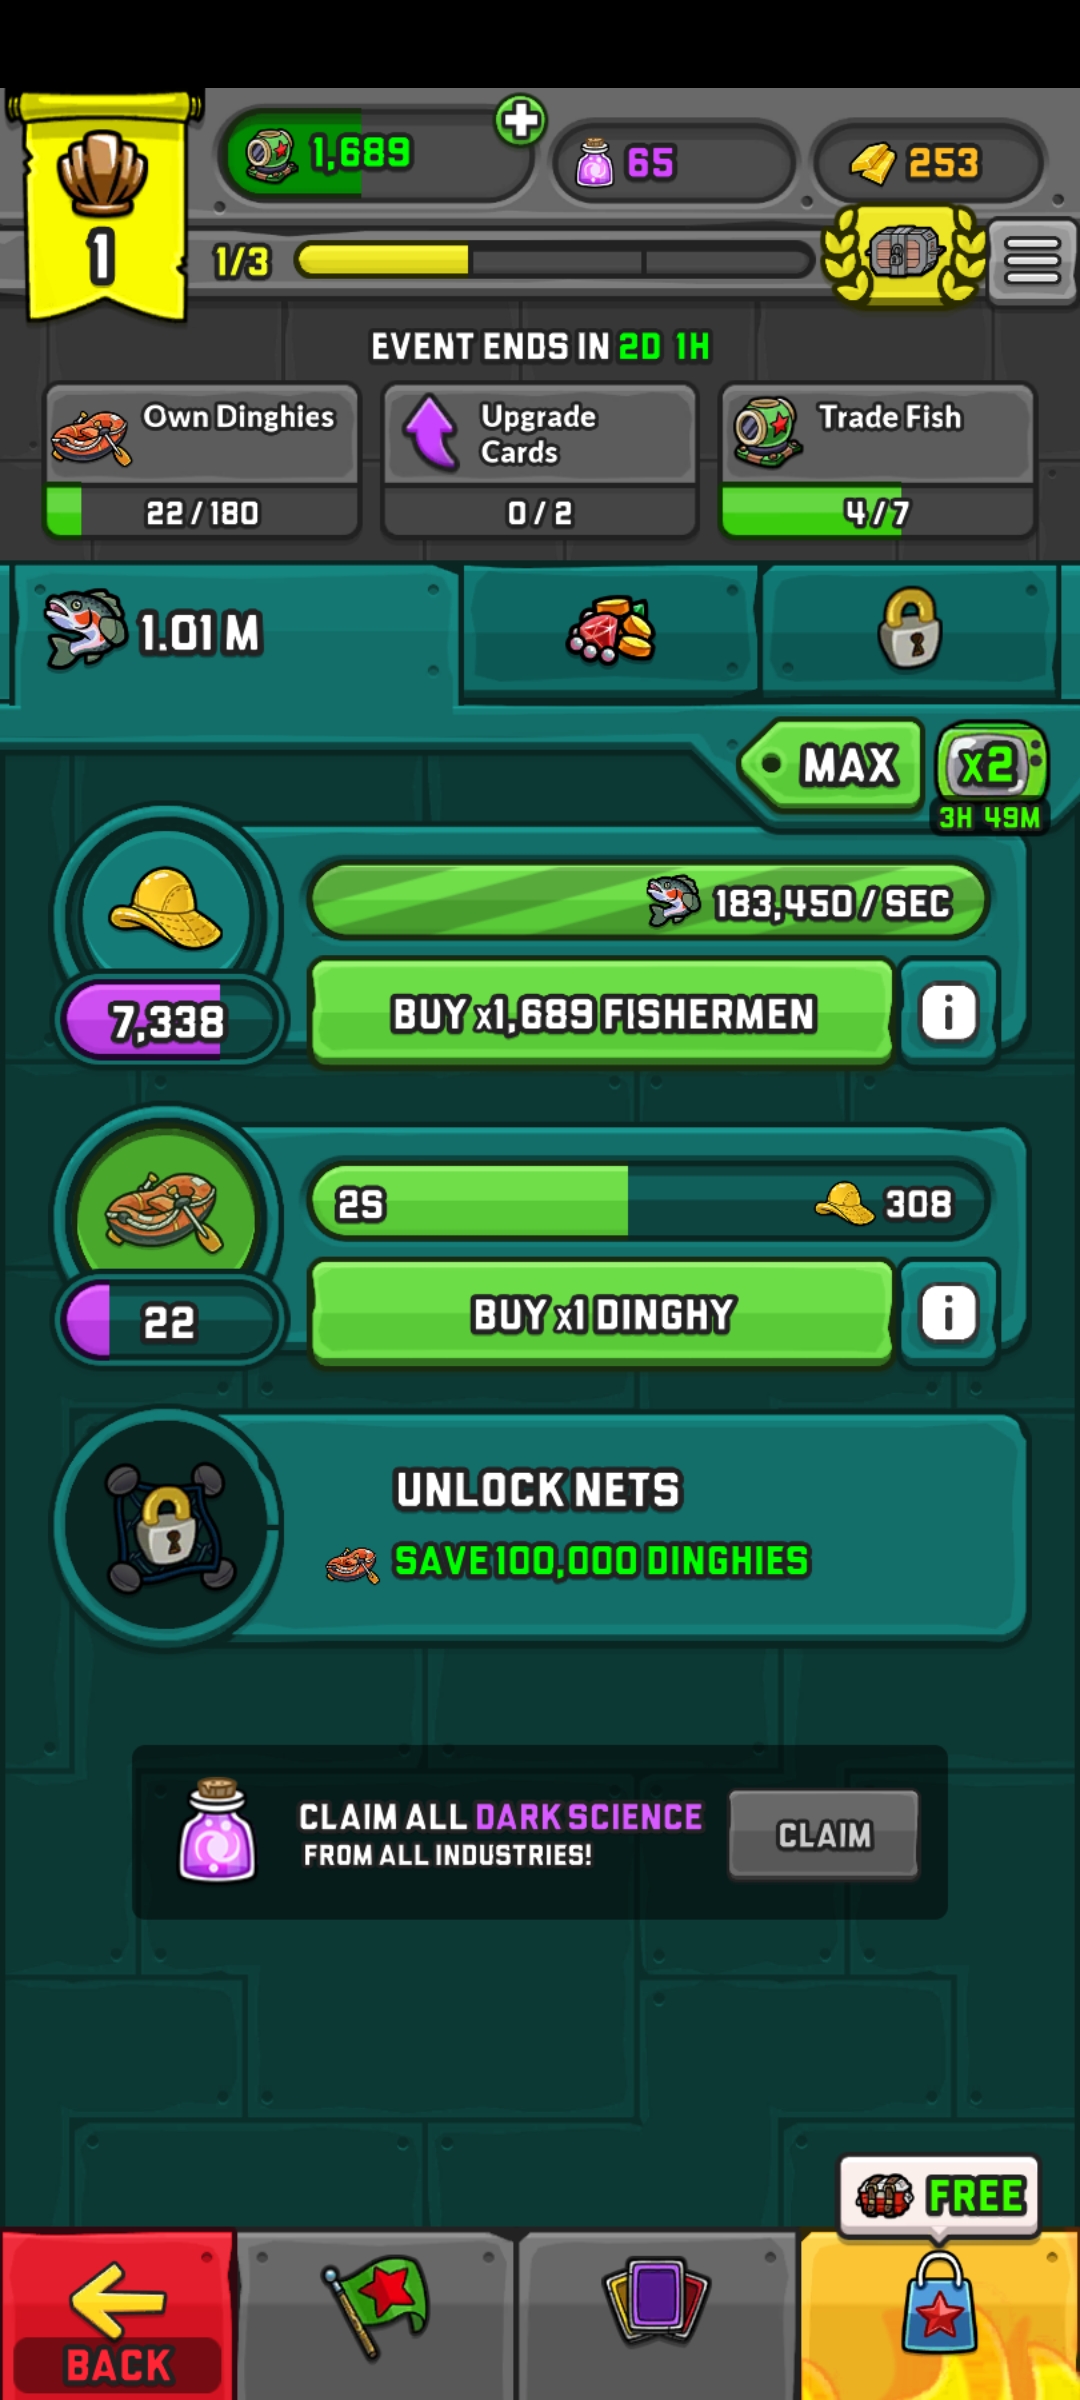 1,689
65
253
1
1/3
EVENT ENDS IN 2D 1H
Own Dinghies
22 / 180
Upgrade
Cards
0 / 2
Trade Fish
4 / 7
1.01 M
MAX
x2
3H 49M
183,450 / SEC
7,338
BUY x1,689 FISHERMEN
i
2S
308
22
BUY x1 DINGHY
i
UNLOCK NETS
SAVE 100,000 DINGHIES
CLAIM ALL DARK SCIENCE
FROM ALL INDUSTRIES!
CLAIM
FREE
BACK